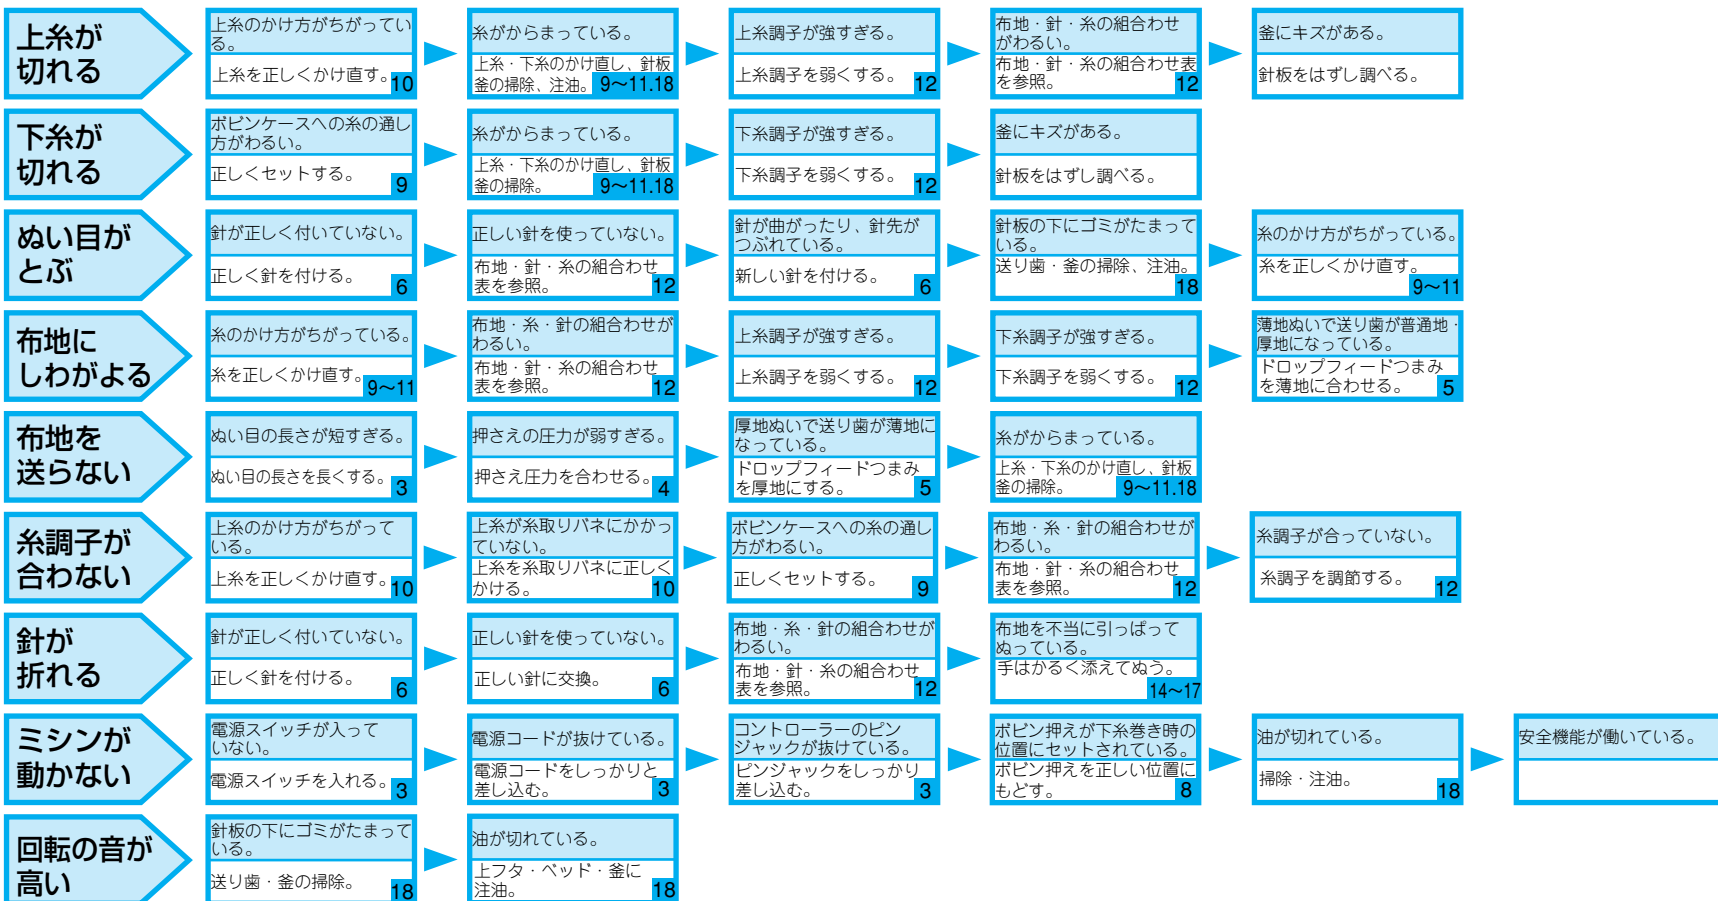 上糸が
切れる
上糸のかけ方がちがってい
る。
上糸を正しくかけ直す。10
糸がからまっている。
上糸・下糸のかけ直し、針板
釜の掃除、注油。 9～11.18
上糸調子が強すぎる。
上糸調子を弱くする。 12
布地・針・糸の組合わせ
がわるい。
布地・針・糸の組合わせ表
を参照。 12
釜にキズがある。
針板をはずし調べる。
下糸が
切れる
ボビンケースへの糸の通し
方がわるい。
正しくセットする。 9
糸がからまっている。
上糸・下糸のかけ直し、針板
釜の掃除。 9～11.18
下糸調子が強すぎる。
下糸調子を弱くする。 12
釜にキズがある。
針板をはずし調べる。
ぬい目が
とぶ
針が正しく付いていない。
正しく針を付ける。 6
正しい針を使っていない。
布地・針・糸の組合わせ
表を参照。 12
針が曲がったり、針先が
つぶれている。
新しい針を付ける。 6
針板の下にゴミがたまって
いる。
送り歯・釜の掃除、注油。
18
糸のかけ方がちがっている。
糸を正しくかけ直す。
9～11
布地に
しわがよる
糸のかけ方がちがっている。
糸を正しくかけ直す。9～11
布地・糸・針の組合わせが
わるい。
布地・針・糸の組合わせ
表を参照。 12
上糸調子が強すぎる。
上糸調子を弱くする。 12
下糸調子が強すぎる。
下糸調子を弱くする。 12
薄地ぬいで送り歯が普通地・
厚地になっている。
ドロップフィードつまみ
を薄地に合わせる。 5
布地を
送らない
ぬい目の長さが短すぎる。
ぬい目の長さを長くする。 3
押さえの圧力が弱すぎる。
押さえ圧力を合わせる。 4
厚地ぬいで送り歯が薄地に
なっている。
ドロップフィードつまみ
を厚地にする。 5
糸がからまっている。
上糸・下糸のかけ直し、針板
釜の掃除。 9～11.18
糸調子が
合わない
上糸のかけ方がちがって
いる。
上糸を正しくかけ直す。10
上糸が糸取りバネにかかっ
ていない。
上糸を糸取りバネに正しく
かける。 10
ボビンケースへの糸の通し
方がわるい。
正しくセットする。 9
布地・糸・針の組合わせが
わるい。
布地・針・糸の組合わせ
表を参照。 12
糸調子が合っていない。
糸調子を調節する。 12
針が
折れる
針が正しく付いていない。
正しく針を付ける。 6
正しい針を使っていない。
正しい針に交換。 6
布地・糸・針の組合わせが
わるい。
布地・針・糸の組合わせ
表を参照。 12
布地を不当に引っぱって
ぬっている。
手はかるく添えてぬう。
14～17
ミシンが
動かない
電源スイッチが入って
いない。
電源スイッチを入れる。 3
電源コードが抜けている。
電源コードをしっかりと
差し込む。 3
コントローラーのピン
ジャックが抜けている。
ピンジャックをしっかり
差し込む。 3
ボビン押えが下糸巻き時の
位置にセットされている。
ボビン押えを正しい位置に
もどす。 8
油が切れている。
掃除・注油。 18
安全機能が働いている。
回転の音が
高い
針板の下にゴミがたまって
いる。
送り歯・釜の掃除。 18
油が切れている。
上フタ・ベッド・釜に
注油。 18